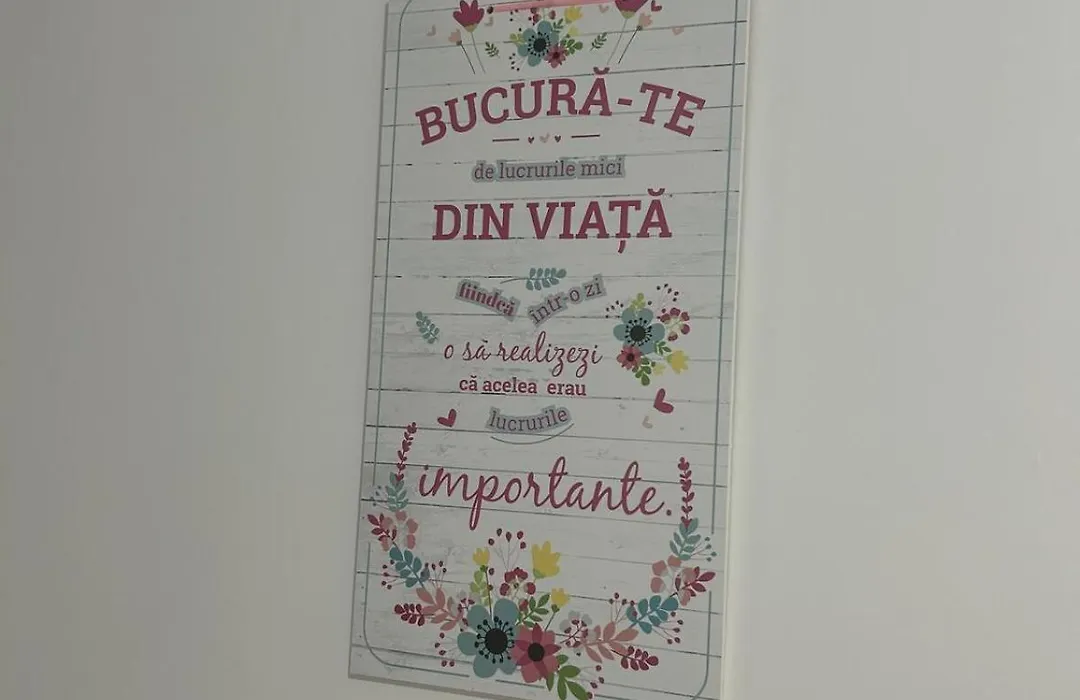 BUCURĂ-TE
de lucrurile mici
DIN VIAȚĂ
fiindcă într-o zi
o să realizezi
că acelea erau
lucrurile
importante.